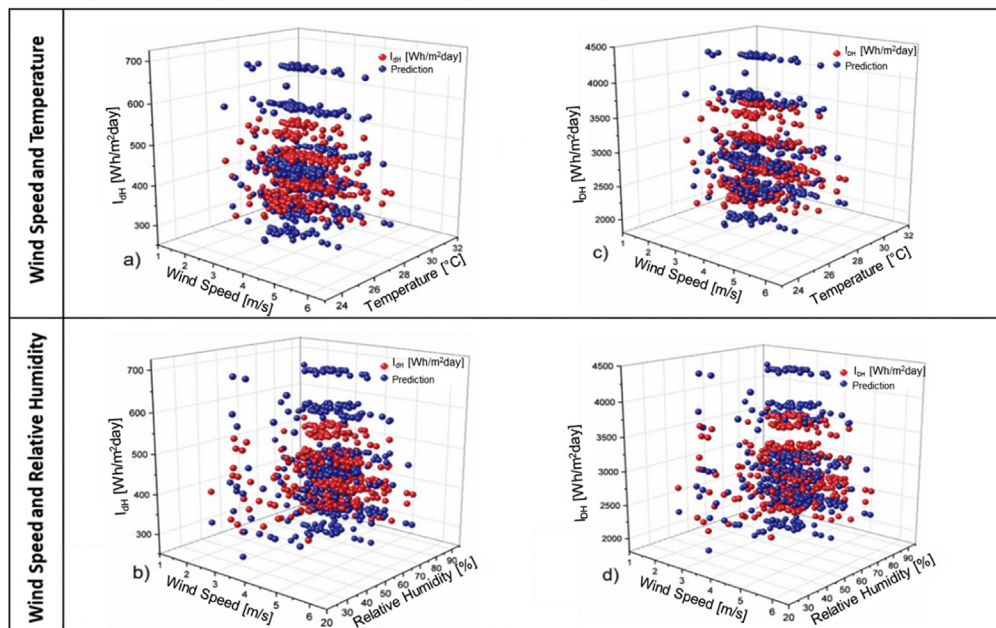 Wind Speed and Temperature
I_dH [Wh/m²day]
Prediction
700
600
500
400
300
I_dH [Wh/m²day]
a)
1
2
3
4
5
6
Wind Speed [m/s]
24
26
28
30
32
Temperature [°C]
I_DH [Wh/m²day]
Prediction
4500
4000
3500
3000
2500
2000
I_DH [Wh/m²day]
c)
1
2
3
4
5
6
Wind Speed [m/s]
24
26
28
30
32
Temperature [°C]
Wind Speed and Relative Humidity
I_dH [Wh/m²day]
Prediction
700
600
500
400
300
I_dH [Wh/m²day]
b)
1
2
3
4
5
6
Wind Speed [m/s]
20
30
40
50
60
70
80
90
Relative Humidity [%]
I_DH [Wh/m²day]
Prediction
4500
4000
3500
3000
2500
2000
I_DH [Wh/m²day]
d)
1
2
3
4
5
6
Wind Speed [m/s]
20
30
40
50
60
70
80
90
Relative Humidity [%]